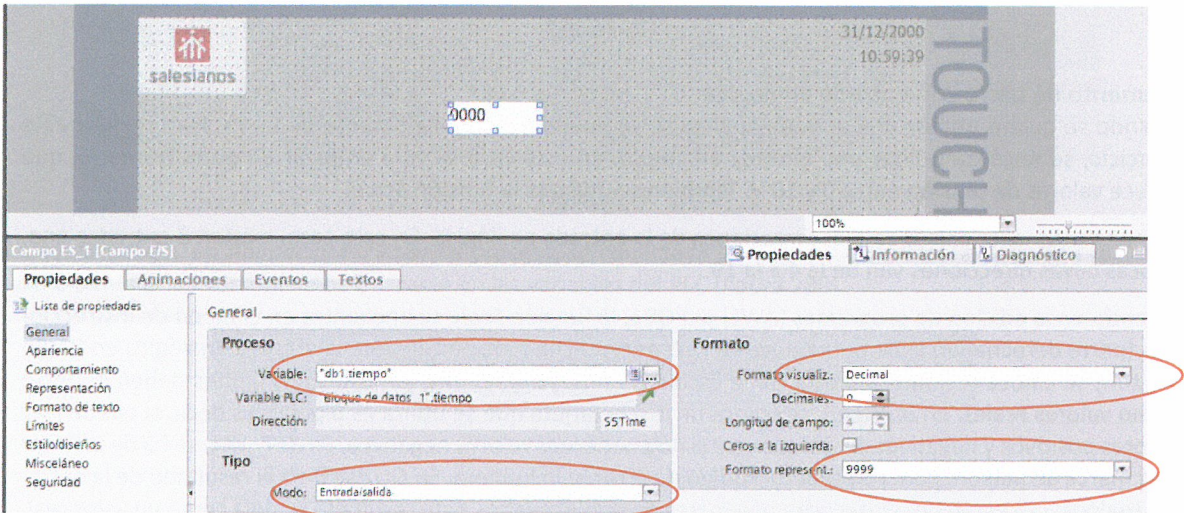 31/12/2000
10:59:39
salesianos
TOUCH
0000
100%
Campo ES_1 [Campo E/S]
Propiedades Información Diagnóstico
Propiedades Animaciones Eventos Textos
Lista de propiedades
General
Apariencia
Comportamiento
Representación
Formato de texto
Límites
Estilo/diseños
Misceláneo
Seguridad
General
Proceso
Variable: "db1.tiempo"
Variable PLC: "Bloque de datos_1".tiempo
Dirección: S5Time
Tipo
Modo: Entrada/salida
Formato
Formato visualiz.: Decimal
Decimales: 0
Longitud de campo: 4
Ceros a la izquierda:
Formato represent.: 9999